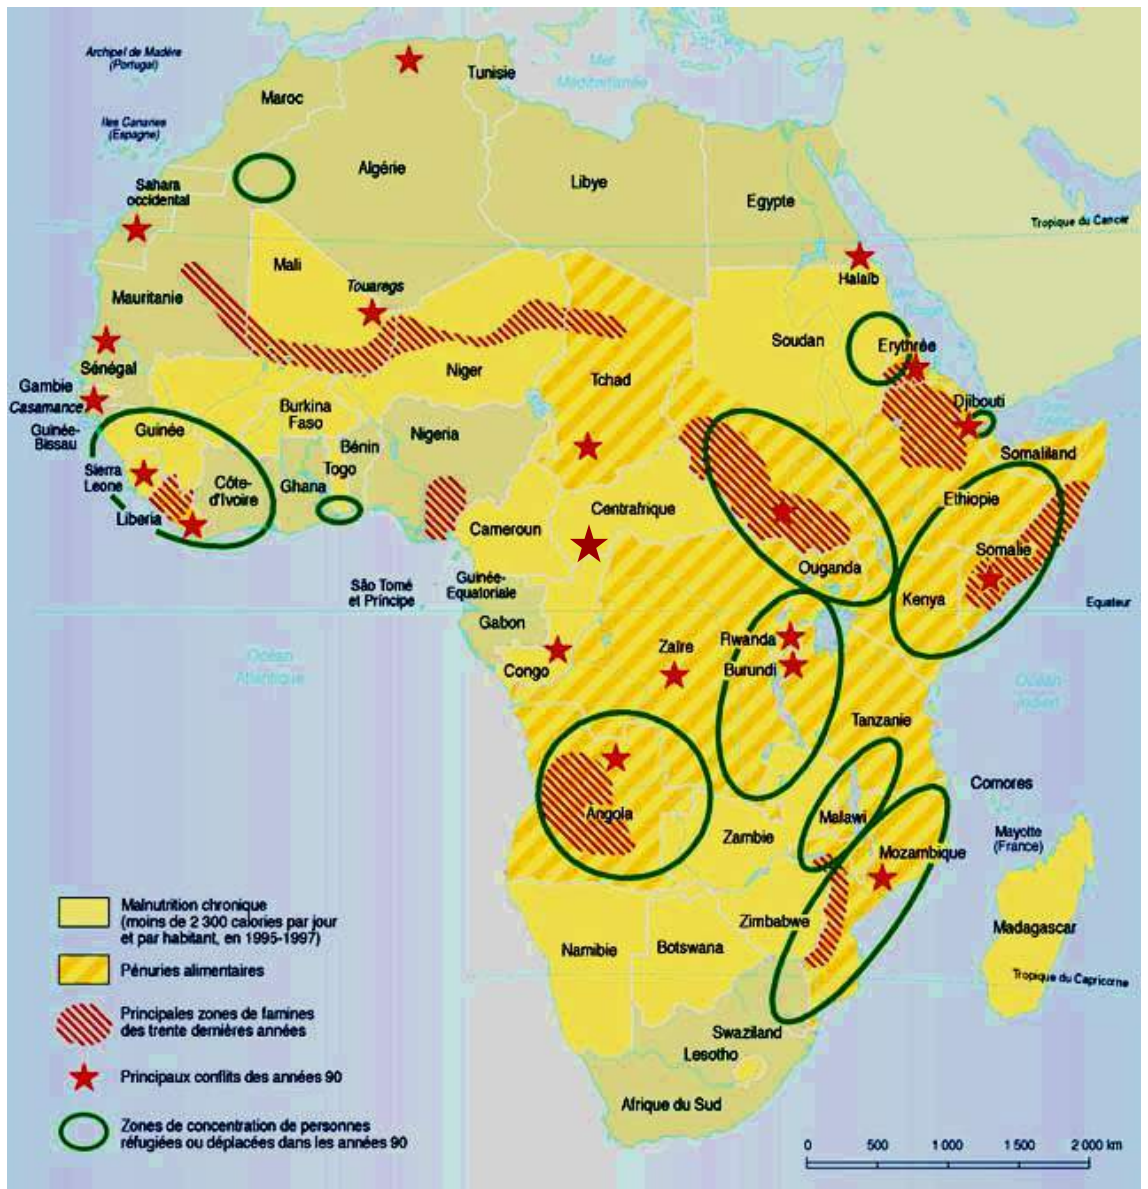 Archipel de Madère
(Portugal)
Mer
Méditerranée
Tunisie
Maroc
Iles Canaries
(Espagne)
Algérie
Libye
Egypte
Sahara
occidental
Tropique du Cancer
Mali
Halaïb
Touaregs
Mauritanie
Soudan
Erythrée
Sénégal
Niger
Tchad
Gambie
Casamance
Djibouti
Burkina
Faso
Guinée-
Bissau
Guinée
Nigeria
Bénin
Somaliland
Togo
Sierra
Leone
Côte-
d'Ivoire
Ghana
Ethiopie
Centrafrique
Liberia
Cameroun
Somalie
Ouganda
São Tomé
et Príncipe
Guinée-
Equatoriale
Kenya
Equateur
Gabon
Rwanda
Zaïre
Océan
Atlantique
Congo
Burundi
Océan
Indien
Tanzanie
Comores
Angola
Malawi
Zambie
Mayotte
(France)
Mozambique
Zimbabwe
Madagascar
Namibie
Botswana
Tropique du Capricorne
Swaziland
Lesotho
Afrique du Sud
Malnutrition chronique
(moins de 2 300 calories par jour
et par habitant, en 1995-1997)
Pénuries alimentaires
Principales zones de famines
des trente dernières années
Principaux conflits des années 90
Zones de concentration de personnes
réfugiées ou déplacées dans les années 90
0 500 1 000 1 500 2 000 km